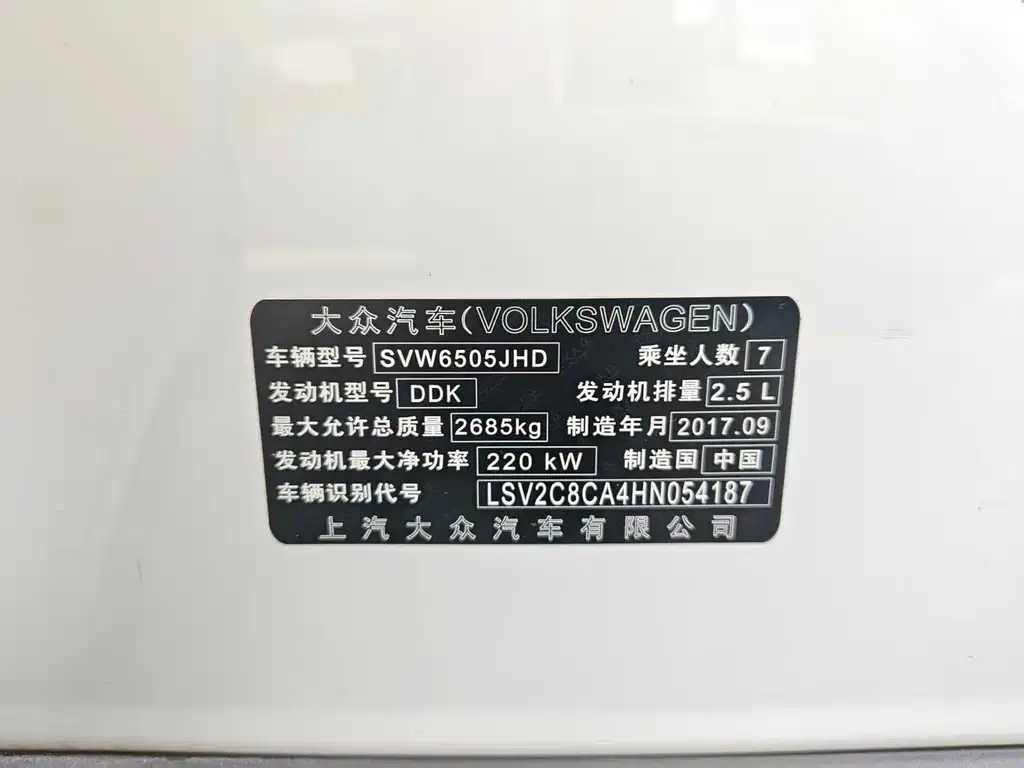 大众汽车(VOLKSWAGEN)
车辆型号 SVW6505JHD 乘坐人数 7
发动机型号 DDK 发动机排量 2.5 L
最大允许总质量 2685kg 制造年月 2017.09
发动机最大净功率 220 kW 制造国 中国
车辆识别代号 LSV2C8CA4HN054187
上汽大众汽车有限公司